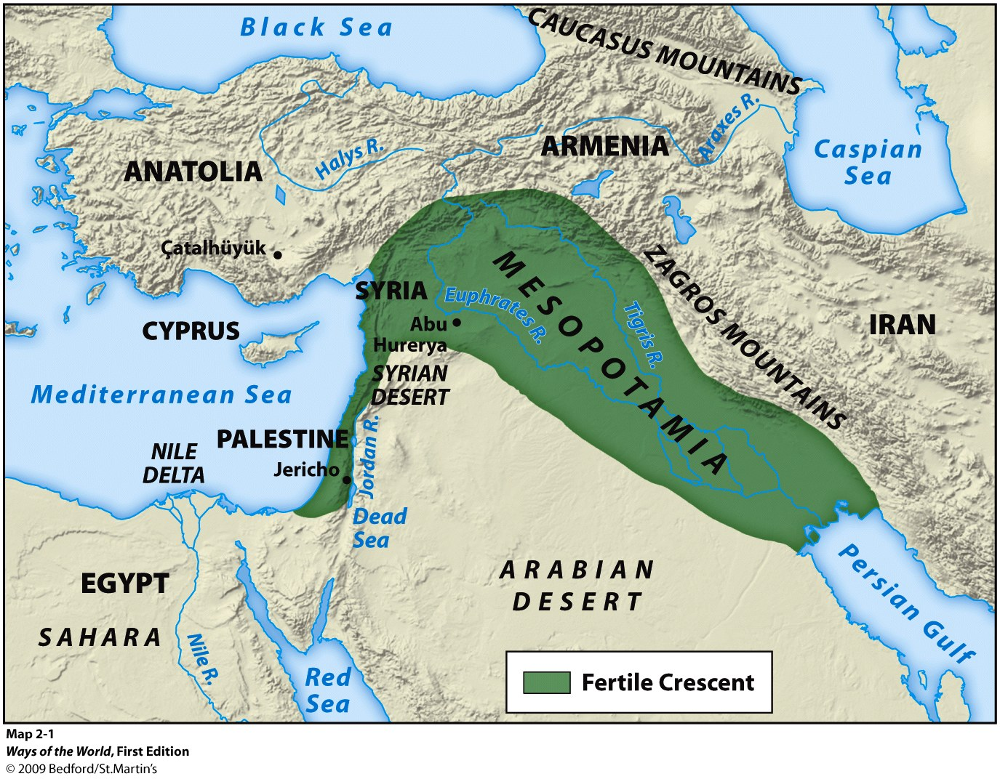 Black Sea
CAUCASUS MOUNTAINS
Araxes R.
ARMENIA
Caspian
Sea
Halys R.
ANATOLIA
Çatalhüyük
ZAGROS MOUNTAINS
MESOPOTAMIA
SYRIA
Euphrates R.
Tigris R.
Abu
Hurerya
IRAN
CYPRUS
SYRIAN
DESERT
Mediterranean Sea
PALESTINE
Jericho
Jordan R.
NILE
DELTA
Dead
Sea
EGYPT
ARABIAN
DESERT
Persian Gulf
SAHARA
Nile R.
Red
Sea
Fertile Crescent
Map 2-1
Ways of the World, First Edition
© 2009 Bedford/St.Martin's